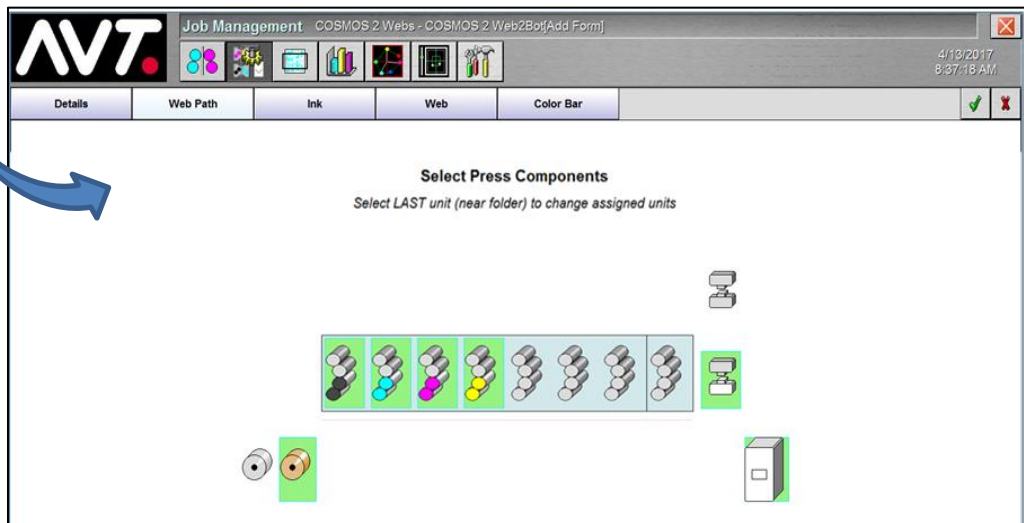 AVT.
Job Management COSMOS 2 Webs - COSMOS 2 Web2Bot[Add Form]
4/13/2017
8:37:18 AM
Details Web Path Ink Web Color Bar
Select Press Components
Select LAST unit (near folder) to change assigned units